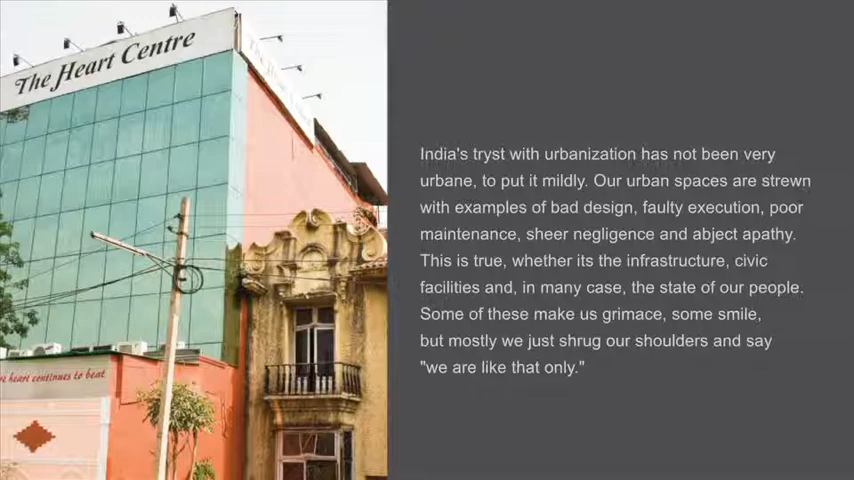 The Heart Centre
heart continues to beat
India's tryst with urbanization has not been very
urbane, to put it mildly. Our urban spaces are strewn
with examples of bad design, faulty execution, poor
maintenance, sheer negligence and abject apathy.
This is true, whether its the infrastructure, civic
facilities and, in many case, the state of our people.
Some of these make us grimace, some smile,
but mostly we just shrug our shoulders and say
"we are like that only."